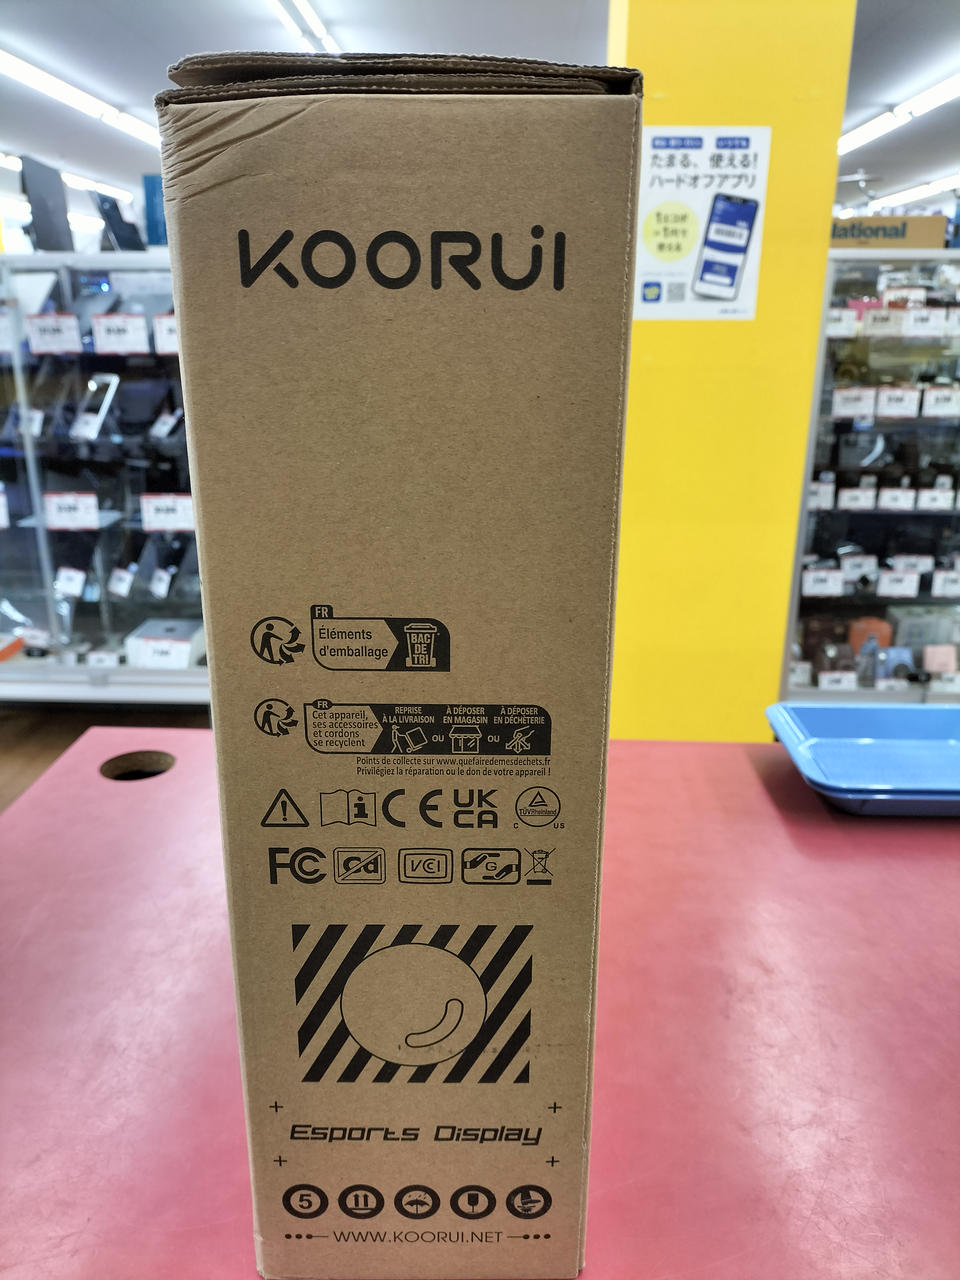 KOORUI
FR
Éléments
d'emballage
BAC
DE
TRI
FR
Cet appareil,
ses accessoires
et cordons
se recyclent
REPRISE
À LA LIVRAISON
OU
À DÉPOSER
EN MAGASIN
OU
À DÉPOSER
EN DÉCHÈTERIE
Points de collecte sur www.quefairedemesdechets.fr
Privilégiez la réparation ou le don de votre appareil !
i
CE
UK
CA
TÜVRheinland
C US
FC
Cd
VCI
G
Esports Display
5
WWW.KOORUI.NET
たまる、使える!
ハードオフアプリ
National